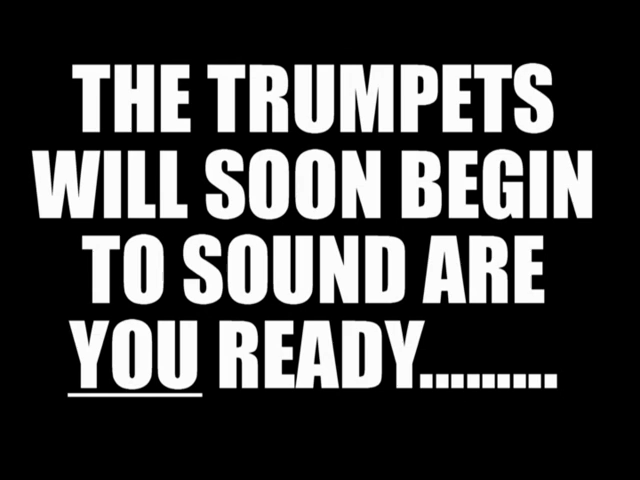 THE TRUMPETS
WILL SOON BEGIN
TO SOUND ARE
YOU READY.........